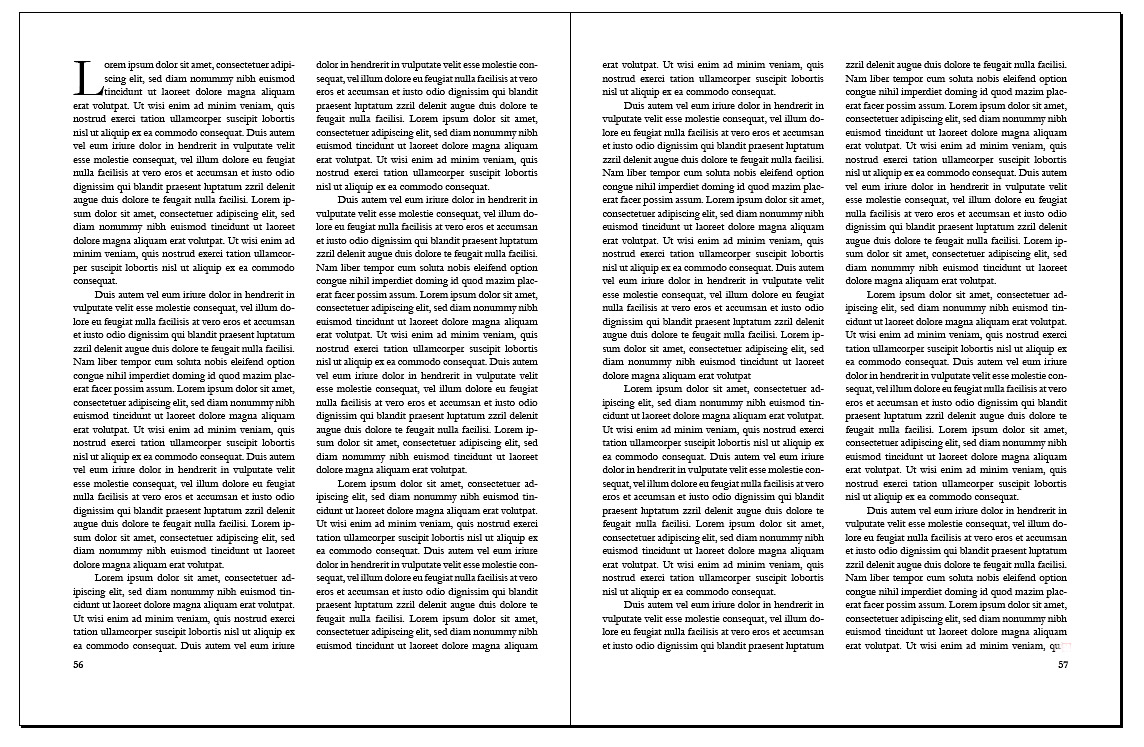 Lorem ipsum dolor sit amet, consectetuer adipi-
scing elit, sed diam nonummy nibh euismod
tincidunt ut laoreet dolore magna aliquam
erat volutpat. Ut wisi enim ad minim veniam, quis
nostrud exerci tation ullamcorper suscipit lobortis
nisl ut aliquip ex ea commodo consequat. Duis autem
vel eum iriure dolor in hendrerit in vulputate velit
esse molestie consequat, vel illum dolore eu feugiat
nulla facilisis at vero eros et accumsan et iusto odio
dignissim qui blandit praesent luptatum zzril delenit
augue duis dolore te feugait nulla facilisi. Lorem ip-
sum dolor sit amet, consectetuer adipiscing elit, sed
diam nonummy nibh euismod tincidunt ut laoreet
dolore magna aliquam erat volutpat. Ut wisi enim ad
minim veniam, quis nostrud exerci tation ullamcor-
per suscipit lobortis nisl ut aliquip ex ea commodo
consequat.
Duis autem vel eum iriure dolor in hendrerit in
vulputate velit esse molestie consequat, vel illum do-
lore eu feugiat nulla facilisis at vero eros et accumsan
et iusto odio dignissim qui blandit praesent luptatum
zzril delenit augue duis dolore te feugait nulla facilisi.
Nam liber tempor cum soluta nobis eleifend option
congue nihil imperdiet doming id quod mazim plac-
erat facer possim assum. Lorem ipsum dolor sit amet,
consectetuer adipiscing elit, sed diam nonummy nibh
euismod tincidunt ut laoreet dolore magna aliquam
erat volutpat. Ut wisi enim ad minim veniam, quis
nostrud exerci tation ullamcorper suscipit lobortis
nisl ut aliquip ex ea commodo consequat. Duis autem
vel eum iriure dolor in hendrerit in vulputate velit
esse molestie consequat, vel illum dolore eu feugiat
nulla facilisis at vero eros et accumsan et iusto odio
dignissim qui blandit praesent luptatum zzril delenit
augue duis dolore te feugait nulla facilisi. Lorem ip-
sum dolor sit amet, consectetuer adipiscing elit, sed
diam nonummy nibh euismod tincidunt ut laoreet
dolore magna aliquam erat volutpat.
Lorem ipsum dolor sit amet, consectetuer ad-
ipiscing elit, sed diam nonummy nibh euismod tin-
cidunt ut laoreet dolore magna aliquam erat volutpat.
Ut wisi enim ad minim veniam, quis nostrud exerci
tation ullamcorper suscipit lobortis nisl ut aliquip ex
ea commodo consequat. Duis autem vel eum iriure
dolor in hendrerit in vulputate velit esse molestie con-
sequat, vel illum dolore eu feugiat nulla facilisis at vero
eros et accumsan et iusto odio dignissim qui blandit
praesent luptatum zzril delenit augue duis dolore te
feugait nulla facilisi. Lorem ipsum dolor sit amet,
consectetuer adipiscing elit, sed diam nonummy nibh
euismod tincidunt ut laoreet dolore magna aliquam
erat volutpat. Ut wisi enim ad minim veniam, quis
nostrud exerci tation ullamcorper suscipit lobortis
nisl ut aliquip ex ea commodo consequat.
Duis autem vel eum iriure dolor in hendrerit in
vulputate velit esse molestie consequat, vel illum do-
lore eu feugiat nulla facilisis at vero eros et accumsan
et iusto odio dignissim qui blandit praesent luptatum
zzril delenit augue duis dolore te feugait nulla facilisi.
Nam liber tempor cum soluta nobis eleifend option
congue nihil imperdiet doming id quod mazim plac-
erat facer possim assum. Lorem ipsum dolor sit amet,
consectetuer adipiscing elit, sed diam nonummy nibh
euismod tincidunt ut laoreet dolore magna aliquam
erat volutpat. Ut wisi enim ad minim veniam, quis
nostrud exerci tation ullamcorper suscipit lobortis
nisl ut aliquip ex ea commodo consequat. Duis autem
vel eum iriure dolor in hendrerit in vulputate velit
esse molestie consequat, vel illum dolore eu feugiat
nulla facilisis at vero eros et accumsan et iusto odio
dignissim qui blandit praesent luptatum zzril delenit
augue duis dolore te feugait nulla facilisi. Lorem ip-
sum dolor sit amet, consectetuer adipiscing elit, sed
diam nonummy nibh euismod tincidunt ut laoreet
dolore magna aliquam erat volutpat.
Lorem ipsum dolor sit amet, consectetuer ad-
ipiscing elit, sed diam nonummy nibh euismod tin-
cidunt ut laoreet dolore magna aliquam erat volutpat.
Ut wisi enim ad minim veniam, quis nostrud exerci
tation ullamcorper suscipit lobortis nisl ut aliquip ex
ea commodo consequat. Duis autem vel eum iriure
dolor in hendrerit in vulputate velit esse molestie con-
sequat, vel illum dolore eu feugiat nulla facilisis at vero
eros et accumsan et iusto odio dignissim qui blandit
praesent luptatum zzril delenit augue duis dolore te
feugait nulla facilisi. Lorem ipsum dolor sit amet,
consectetuer adipiscing elit, sed diam nonummy nibh
euismod tincidunt ut laoreet dolore magna aliquam
56
erat volutpat. Ut wisi enim ad minim veniam, quis
nostrud exerci tation ullamcorper suscipit lobortis
nisl ut aliquip ex ea commodo consequat.
Duis autem vel eum iriure dolor in hendrerit in
vulputate velit esse molestie consequat, vel illum do-
lore eu feugiat nulla facilisis at vero eros et accumsan
et iusto odio dignissim qui blandit praesent luptatum
zzril delenit augue duis dolore te feugait nulla facilisi.
Nam liber tempor cum soluta nobis eleifend option
congue nihil imperdiet doming id quod mazim plac-
erat facer possim assum. Lorem ipsum dolor sit amet,
consectetuer adipiscing elit, sed diam nonummy nibh
euismod tincidunt ut laoreet dolore magna aliquam
erat volutpat. Ut wisi enim ad minim veniam, quis
nostrud exerci tation ullamcorper suscipit lobortis
nisl ut aliquip ex ea commodo consequat. Duis autem
vel eum iriure dolor in hendrerit in vulputate velit
esse molestie consequat, vel illum dolore eu feugiat
nulla facilisis at vero eros et accumsan et iusto odio
dignissim qui blandit praesent luptatum zzril delenit
augue duis dolore te feugait nulla facilisi. Lorem ip-
sum dolor sit amet, consectetuer adipiscing elit, sed
diam nonummy nibh euismod tincidunt ut laoreet
dolore magna aliquam erat volutpat
Lorem ipsum dolor sit amet, consectetuer ad-
ipiscing elit, sed diam nonummy nibh euismod tin-
cidunt ut laoreet dolore magna aliquam erat volutpat.
Ut wisi enim ad minim veniam, quis nostrud exerci
tation ullamcorper suscipit lobortis nisl ut aliquip ex
ea commodo consequat. Duis autem vel eum iriure
dolor in hendrerit in vulputate velit esse molestie con-
sequat, vel illum dolore eu feugiat nulla facilisis at vero
eros et accumsan et iusto odio dignissim qui blandit
praesent luptatum zzril delenit augue duis dolore te
feugait nulla facilisi. Lorem ipsum dolor sit amet,
consectetuer adipiscing elit, sed diam nonummy nibh
euismod tincidunt ut laoreet dolore magna aliquam
erat volutpat. Ut wisi enim ad minim veniam, quis
nostrud exerci tation ullamcorper suscipit lobortis
nisl ut aliquip ex ea commodo consequat.
Duis autem vel eum iriure dolor in hendrerit in
vulputate velit esse molestie consequat, vel illum do-
lore eu feugiat nulla facilisis at vero eros et accumsan
et iusto odio dignissim qui blandit praesent luptatum
zzril delenit augue duis dolore te feugait nulla facilisi.
Nam liber tempor cum soluta nobis eleifend option
congue nihil imperdiet doming id quod mazim plac-
erat facer possim assum. Lorem ipsum dolor sit amet,
consectetuer adipiscing elit, sed diam nonummy nibh
euismod tincidunt ut laoreet dolore magna aliquam
erat volutpat. Ut wisi enim ad minim veniam, quis
nostrud exerci tation ullamcorper suscipit lobortis
nisl ut aliquip ex ea commodo consequat. Duis autem
vel eum iriure dolor in hendrerit in vulputate velit
esse molestie consequat, vel illum dolore eu feugiat
nulla facilisis at vero eros et accumsan et iusto odio
dignissim qui blandit praesent luptatum zzril delenit
augue duis dolore te feugait nulla facilisi. Lorem ip-
sum dolor sit amet, consectetuer adipiscing elit, sed
diam nonummy nibh euismod tincidunt ut laoreet
dolore magna aliquam erat volutpat.
Lorem ipsum dolor sit amet, consectetuer ad-
ipiscing elit, sed diam nonummy nibh euismod tin-
cidunt ut laoreet dolore magna aliquam erat volutpat.
Ut wisi enim ad minim veniam, quis nostrud exerci
tation ullamcorper suscipit lobortis nisl ut aliquip ex
ea commodo consequat. Duis autem vel eum iriure
dolor in hendrerit in vulputate velit esse molestie con-
sequat, vel illum dolore eu feugiat nulla facilisis at vero
eros et accumsan et iusto odio dignissim qui blandit
praesent luptatum zzril delenit augue duis dolore te
feugait nulla facilisi. Lorem ipsum dolor sit amet,
consectetuer adipiscing elit, sed diam nonummy nibh
euismod tincidunt ut laoreet dolore magna aliquam
erat volutpat. Ut wisi enim ad minim veniam, quis
nostrud exerci tation ullamcorper suscipit lobortis
nisl ut aliquip ex ea commodo consequat.
Duis autem vel eum iriure dolor in hendrerit in
vulputate velit esse molestie consequat, vel illum do-
lore eu feugiat nulla facilisis at vero eros et accumsan
et iusto odio dignissim qui blandit praesent luptatum
zzril delenit augue duis dolore te feugait nulla facilisi.
Nam liber tempor cum soluta nobis eleifend option
congue nihil imperdiet doming id quod mazim plac-
erat facer possim assum. Lorem ipsum dolor sit amet,
consectetuer adipiscing elit, sed diam nonummy nibh
euismod tincidunt ut laoreet dolore magna aliquam
erat volutpat. Ut wisi enim ad minim veniam,
57